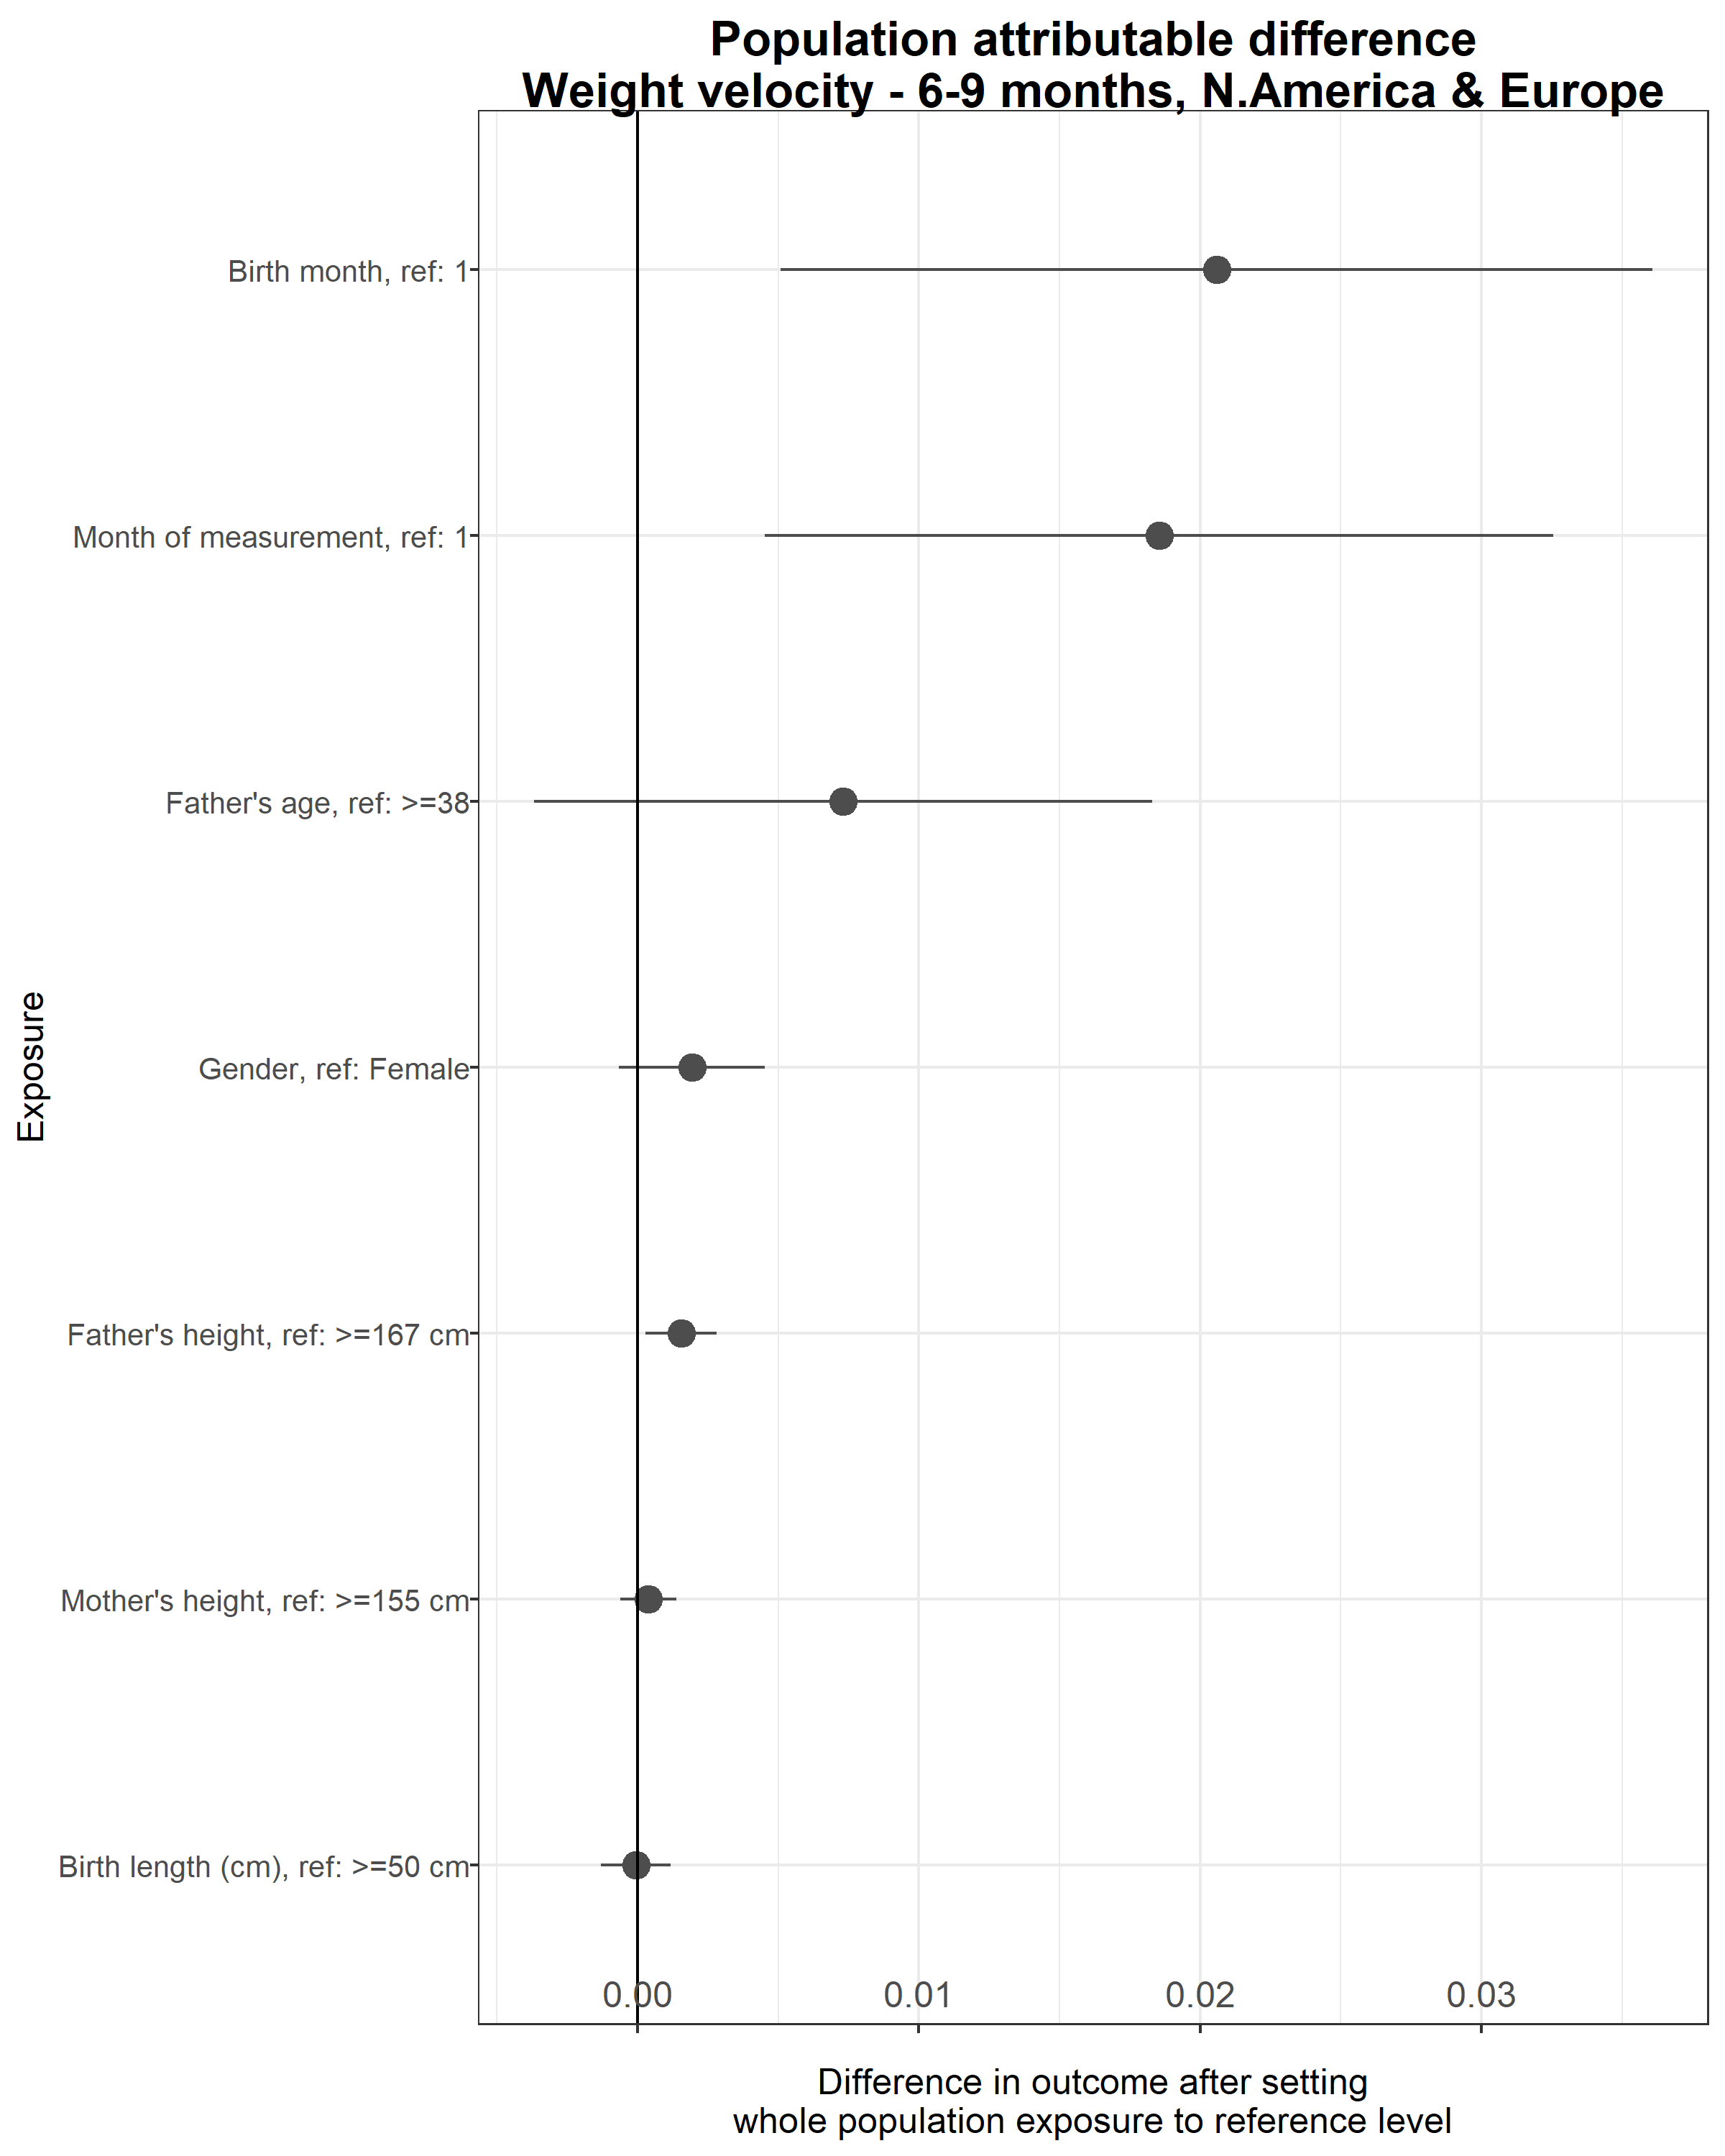 Population attributable difference
Weight velocity - 6-9 months, N.America & Europe
Exposure
Birth month, ref: 1
Month of measurement, ref: 1
Father's age, ref: >=38
Gender, ref: Female
Father's height, ref: >=167 cm
Mother's height, ref: >=155 cm
Birth length (cm), ref: >=50 cm
0.00 0.01 0.02 0.03
Difference in outcome after setting
whole population exposure to reference level